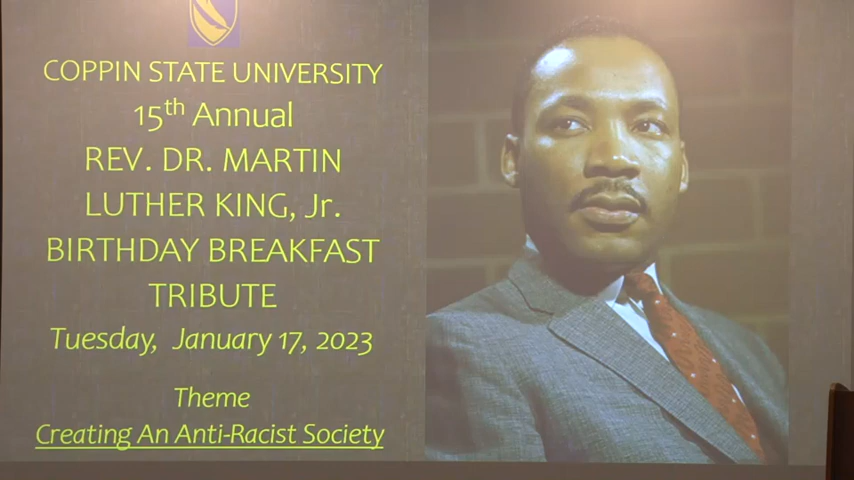 COPPIN STATE UNIVERSITY
15th Annual
REV. DR. MARTIN
LUTHER KING, Jr.
BIRTHDAY BREAKFAST
TRIBUTE
Tuesday, January 17, 2023
Theme
Creating An Anti-Racist Society